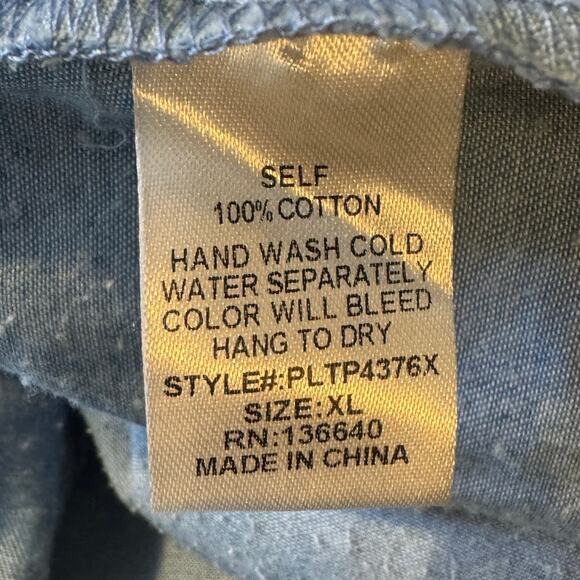 SELF
100% COTTON
HAND WASH COLD
WATER SEPARATELY
COLOR WILL BLEED
HANG TO DRY
STYLE#:PLTP4376X
SIZE:XL
RN:136640
MADE IN CHINA